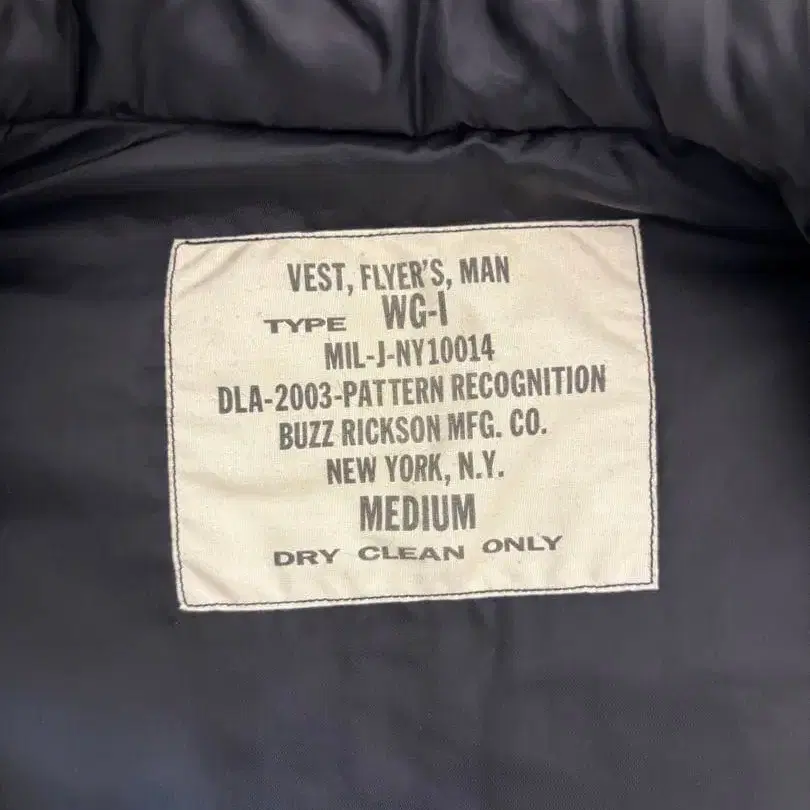 VEST, FLYER'S, MAN
TYPE WG-1
MIL-J-NY10014
DLA-2003-PATTERN RECOGNITION
BUZZ RICKSON MFG. CO.
NEW YORK, N.Y.
MEDIUM
DRY CLEAN ONLY